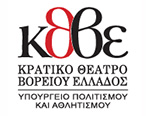 κθβε
ΚΡΑΤΙΚΟ ΘΕΑΤΡΟ
ΒΟΡΕΙΟΥ ΕΛΛΑΔΟΣ
ΥΠΟΥΡΓΕΙΟ ΠΟΛΙΤΙΣΜΟΥ
ΚΑΙ ΑΘΛΗΤΙΣΜΟΥ